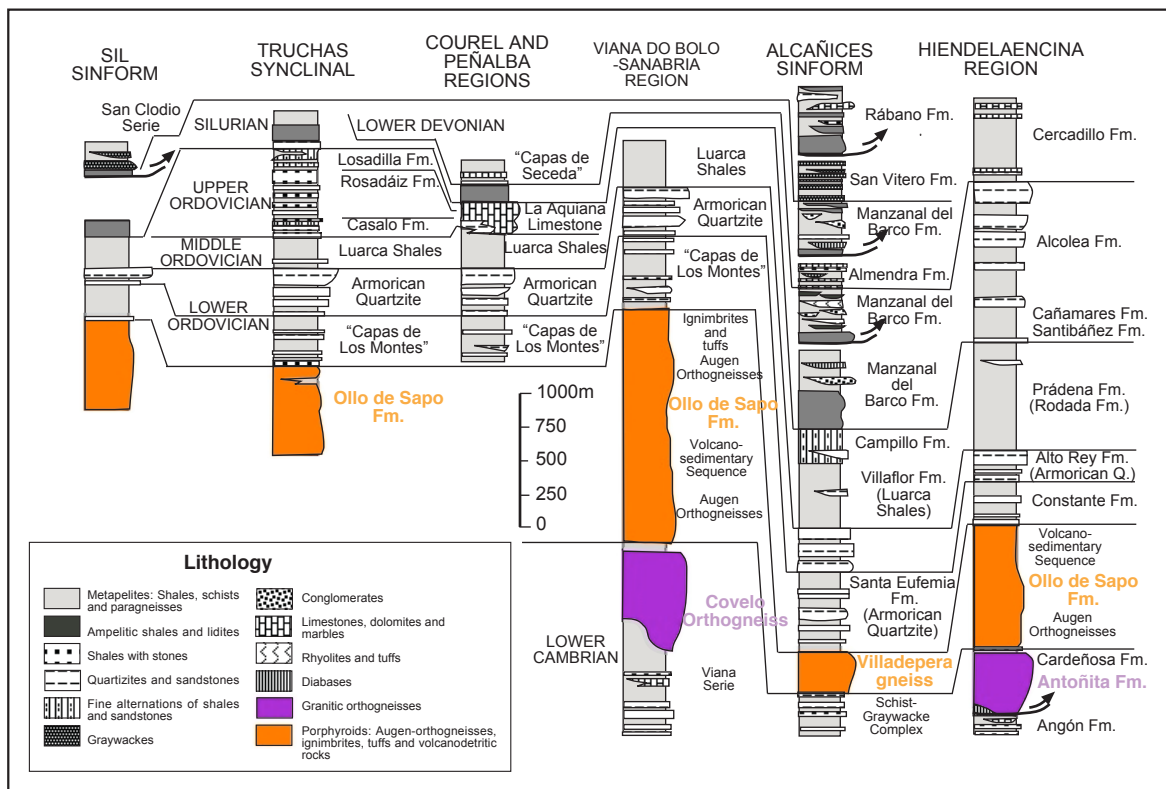 SIL
SINFORM
TRUCHAS
SYNCLINAL
COUREL AND
PEÑALBA
REGIONS
VIANA DO BOLO
-SANABRIA
REGION
ALCAÑICES
SINFORM
HIENDELAENCINA
REGION
San Clodio
Serie
SILURIAN
UPPER
ORDOVICIAN
MIDDLE
ORDOVICIAN
LOWER
ORDOVICIAN
LOWER DEVONIAN
Losadilla Fm.
Rosadáiz Fm.
Casalo Fm.
Luarca Shales
Armorican
Quartzite
"Capas de
Los Montes"
Ollo de Sapo
Fm.
"Capas de
Seceda"
La Aquiana
Limestone
Luarca Shales
Armorican
Quartzite
"Capas de
Los Montes"
Luarca
Shales
Armorican
Quartzite
"Capas de
Los Montes"
Ignimbrites
and
tuffs
Augen
Orthogneisses
Ollo de Sapo
Fm.
Volcano-
sedimentary
Sequence
Augen
Orthogneisses
Covelo
Orthogneiss
LOWER
CAMBRIAN
Viana
Serie
Rábano Fm.
San Vitero Fm.
Manzanal del
Barco Fm.
Almendra Fm.
Manzanal del
Barco Fm.
Manzanal
del
Barco Fm.
Campillo Fm.
Villaflor Fm.
(Luarca
Shales)
Santa Eufemia
Fm.
(Armorican
Quartzite)
Villadepera
gneiss
Schist-
Graywacke
Complex
Cercadillo Fm.
Alcolea Fm.
Cañamares Fm.
Santibáñez Fm.
Prádena Fm.
(Rodada Fm.)
Alto Rey Fm.
(Armorican Q.)
Constante Fm.
Volcano-
sedimentary
Sequence
Ollo de Sapo
Fm.
Augen
Orthogneisses
Cardeñosa Fm.
Antoñita Fm.
Angón Fm.
1000m
750
500
250
0
Lithology
Metapelites: Shales, schists
and paragneisses
Ampelitic shales and lidites
Shales with stones
Quartizites and sandstones
Fine alternations of shales
and sandstones
Graywackes
Conglomerates
Limestones, dolomites and
marbles
Rhyolites and tuffs
Diabases
Granitic orthogneisses
Porphyroids: Augen-orthogneisses,
ignimbrites, tuffs and volcanodetritic
rocks